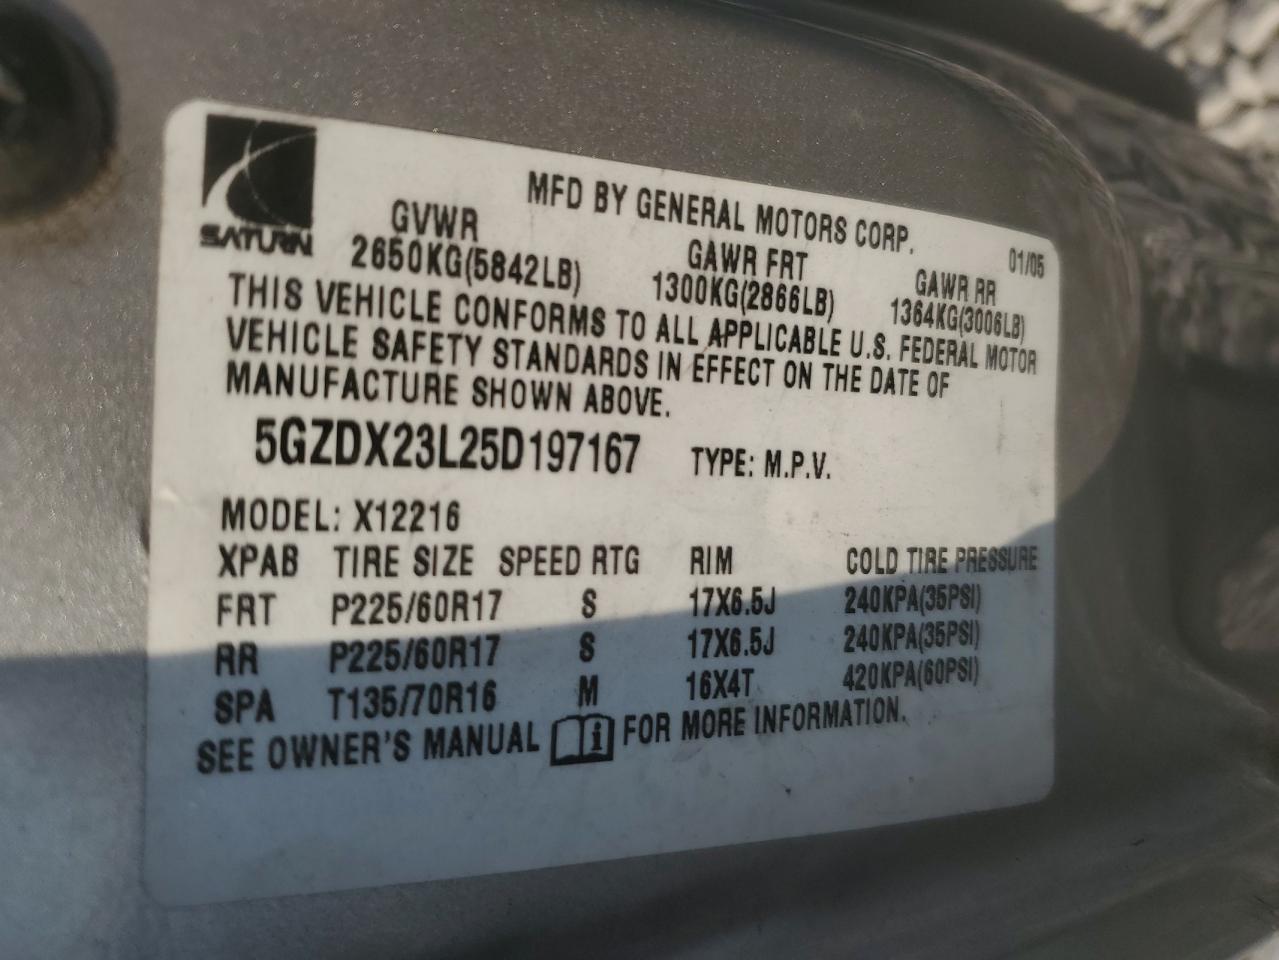 SATURN
MFD BY GENERAL MOTORS CORP.
01/05
GVWR GAWR FRT GAWR RR
2650KG(5842LB) 1300KG(2866LB) 1364KG(3006LB)
THIS VEHICLE CONFORMS TO ALL APPLICABLE U.S. FEDERAL MOTOR
VEHICLE SAFETY STANDARDS IN EFFECT ON THE DATE OF
MANUFACTURE SHOWN ABOVE.
5GZDX23L25D197167 TYPE: M.P.V.
MODEL: X12216
XPAB TIRE SIZE SPEED RTG RIM COLD TIRE PRESSURE
FRT P225/60R17 S 17X6.5J 240KPA(35PSI)
RR P225/60R17 S 17X6.5J 240KPA(35PSI)
SPA T135/70R16 M 16X4T 420KPA(60PSI)
SEE OWNER'S MANUAL i FOR MORE INFORMATION.